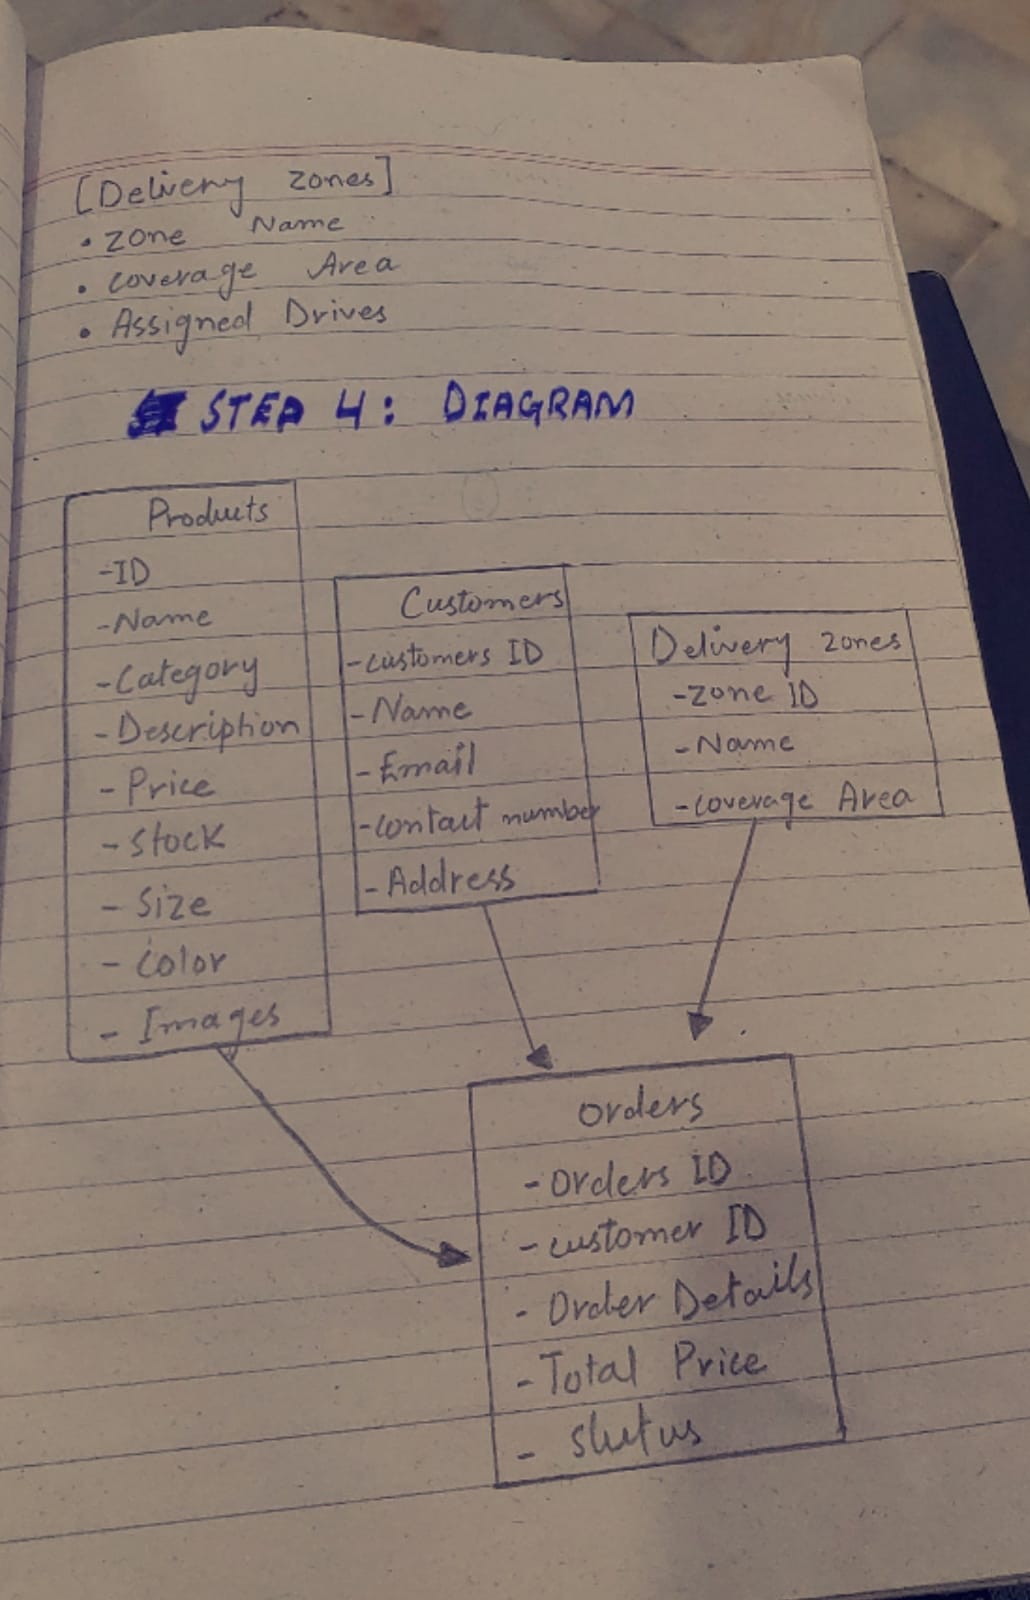 [Delivery zones]
• zone Name
• coverage Area
• Assigned Drives
STEP 4: DIAGRAM
Products
-ID
-Name
-Category
-Description
- Price
- Stock
- Size
- Color
- Images
Customers
-customers ID
-Name
-Email
-contact number
-Address
Delivery zones
-zone ID
-Name
-coverage Area
orders
-orders ID
-customer ID
- Order Details
-Total Price